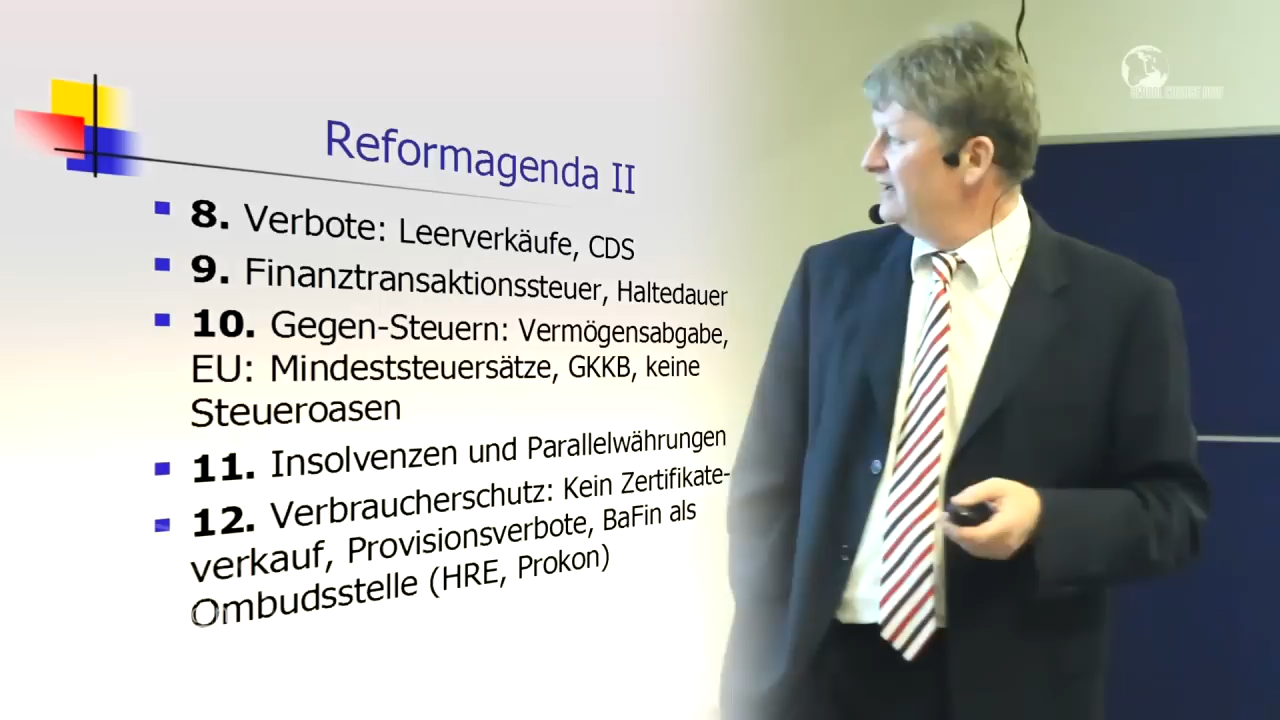 Reformagenda II
8. Verbote: Leerverkäufe, CDS
9. Finanztransaktionssteuer, Haltedauer
10. Gegen-Steuern: Vermögensabgabe,
EU: Mindeststeuersätze, GKKB, keine
Steueroasen
11. Insolvenzen und Parallelwährungen
12. Verbraucherschutz: Kein Zertifikate-
verkauf, Provisionsverbote, BaFin als
Ombudsstelle (HRE, Prokon)